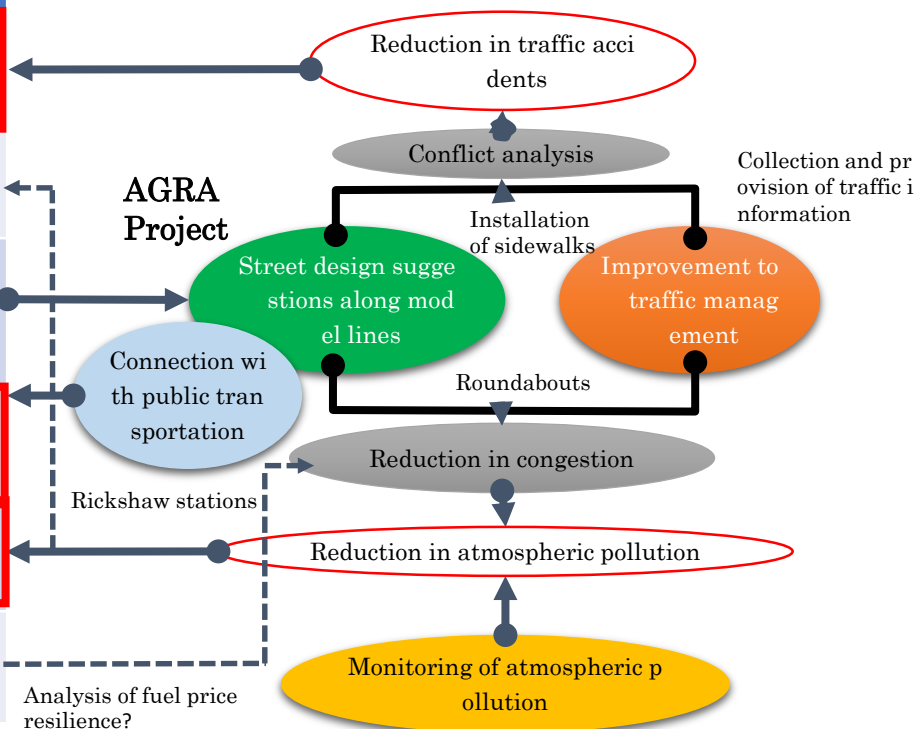 Reduction in traffic acci
dents
Conflict analysis
Collection and pr
ovision of traffic i
nformation
AGRA
Project
Installation
of sidewalks
Street design sugge
stions along mod
el lines
Improvement to
traffic manag
ement
Connection wi
th public tran
sportation
Roundabouts
Reduction in congestion
Rickshaw stations
Reduction in atmospheric pollution
Monitoring of atmospheric p
ollution
Analysis of fuel price
resilience?